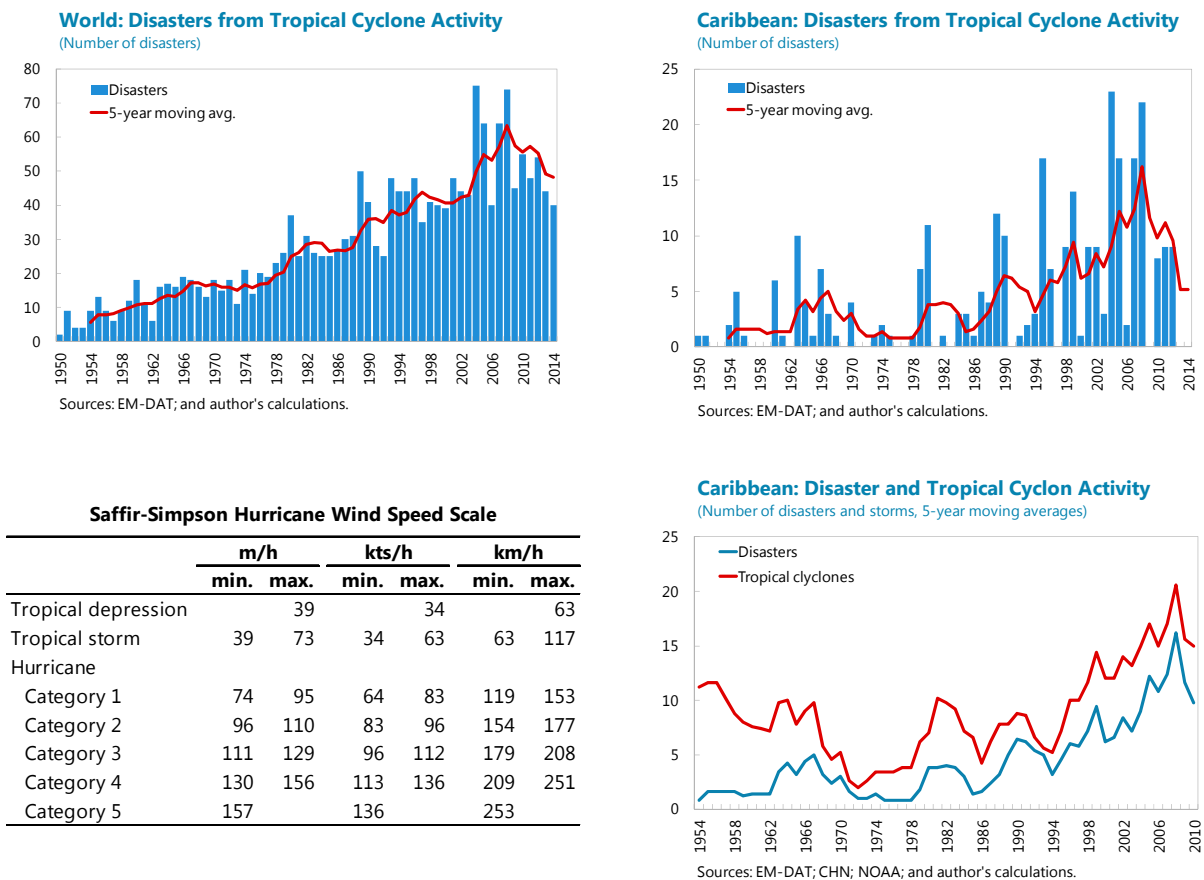 World: Disasters from Tropical Cyclone Activity
(Number of disasters)
80
70
60
50
40
30
20
10
0
Disasters
5-year moving avg.
1950 1954 1958 1962 1966 1970 1974 1978 1982 1986 1990 1994 1998 2002 2006 2010 2014
Sources: EM-DAT; and author's calculations.
Caribbean: Disasters from Tropical Cyclone Activity
(Number of disasters)
25
20
15
10
5
0
Disasters
5-year moving avg.
1950 1954 1958 1962 1966 1970 1974 1978 1982 1986 1990 1994 1998 2002 2006 2010 2014
Sources: EM-DAT; and author's calculations.
Saffir-Simpson Hurricane Wind Speed Scale
m/h kts/h km/h
min. max. min. max. min. max.
Tropical depression 39 34 63
Tropical storm 39 73 34 63 63 117
Hurricane
Category 1 74 95 64 83 119 153
Category 2 96 110 83 96 154 177
Category 3 111 129 96 112 179 208
Category 4 130 156 113 136 209 251
Category 5 157 136 253
Caribbean: Disaster and Tropical Cyclon Activity
(Number of disasters and storms, 5-year moving averages)
25
20
15
10
5
0
Disasters
Tropical clyclones
1954 1958 1962 1966 1970 1974 1978 1982 1986 1990 1994 1998 2002 2006 2010
Sources: EM-DAT; CHN; NOAA; and author's calculations.